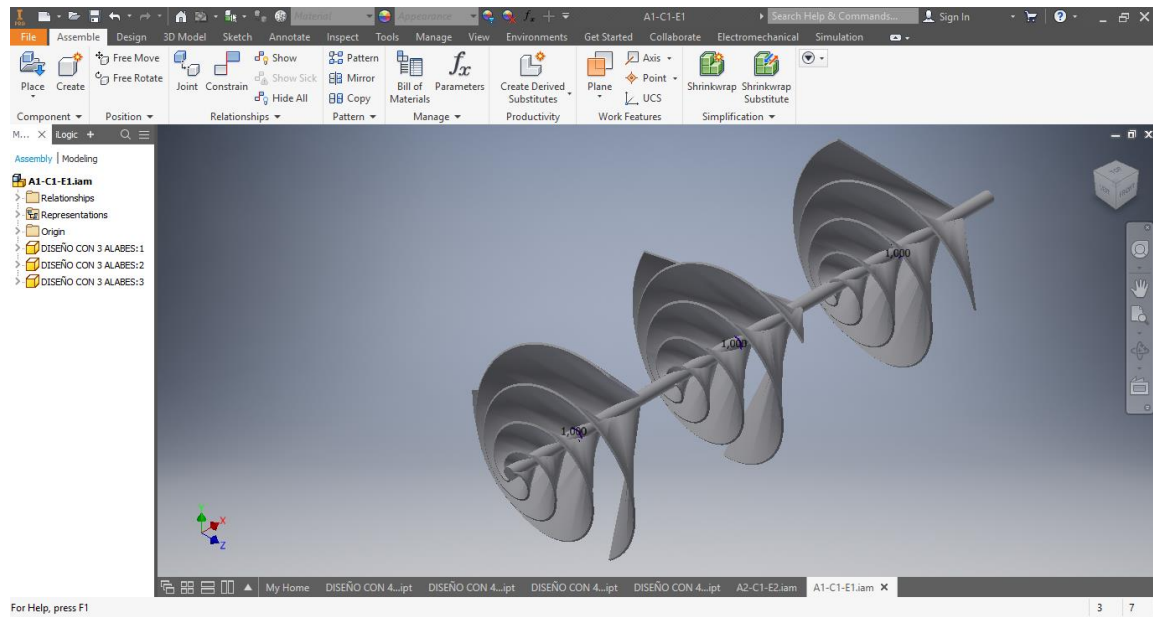 PRO
Material
Appearance
A1-C1-E1
Search Help & Commands...
Sign In
File Assemble Design 3D Model Sketch Annotate Inspect Tools Manage View Environments Get Started Collaborate Electromechanical Simulation
Place Create Free Move Free Rotate
Joint Constrain Show Show Sick Hide All
Pattern Mirror Copy
Bill of Materials Parameters
Create Derived Substitutes
Plane Axis Point UCS
Shrinkwrap Shrinkwrap Substitute
Component Position Relationships Pattern Manage Productivity Work Features Simplification
M... iLogic +
Assembly Modeling
A1-C1-E1.iam
Relationships
Representations
Origin
DISEÑO CON 3 ALABES:1
DISEÑO CON 3 ALABES:2
DISEÑO CON 3 ALABES:3
TOP
FRONT
1,000
1,000
1,000
Y
X
Z
My Home DISEÑO CON 4...ipt DISEÑO CON 4...ipt DISEÑO CON 4...ipt DISEÑO CON 4...ipt A2-C1-E2.iam A1-C1-E1.iam
For Help, press F1
3 7